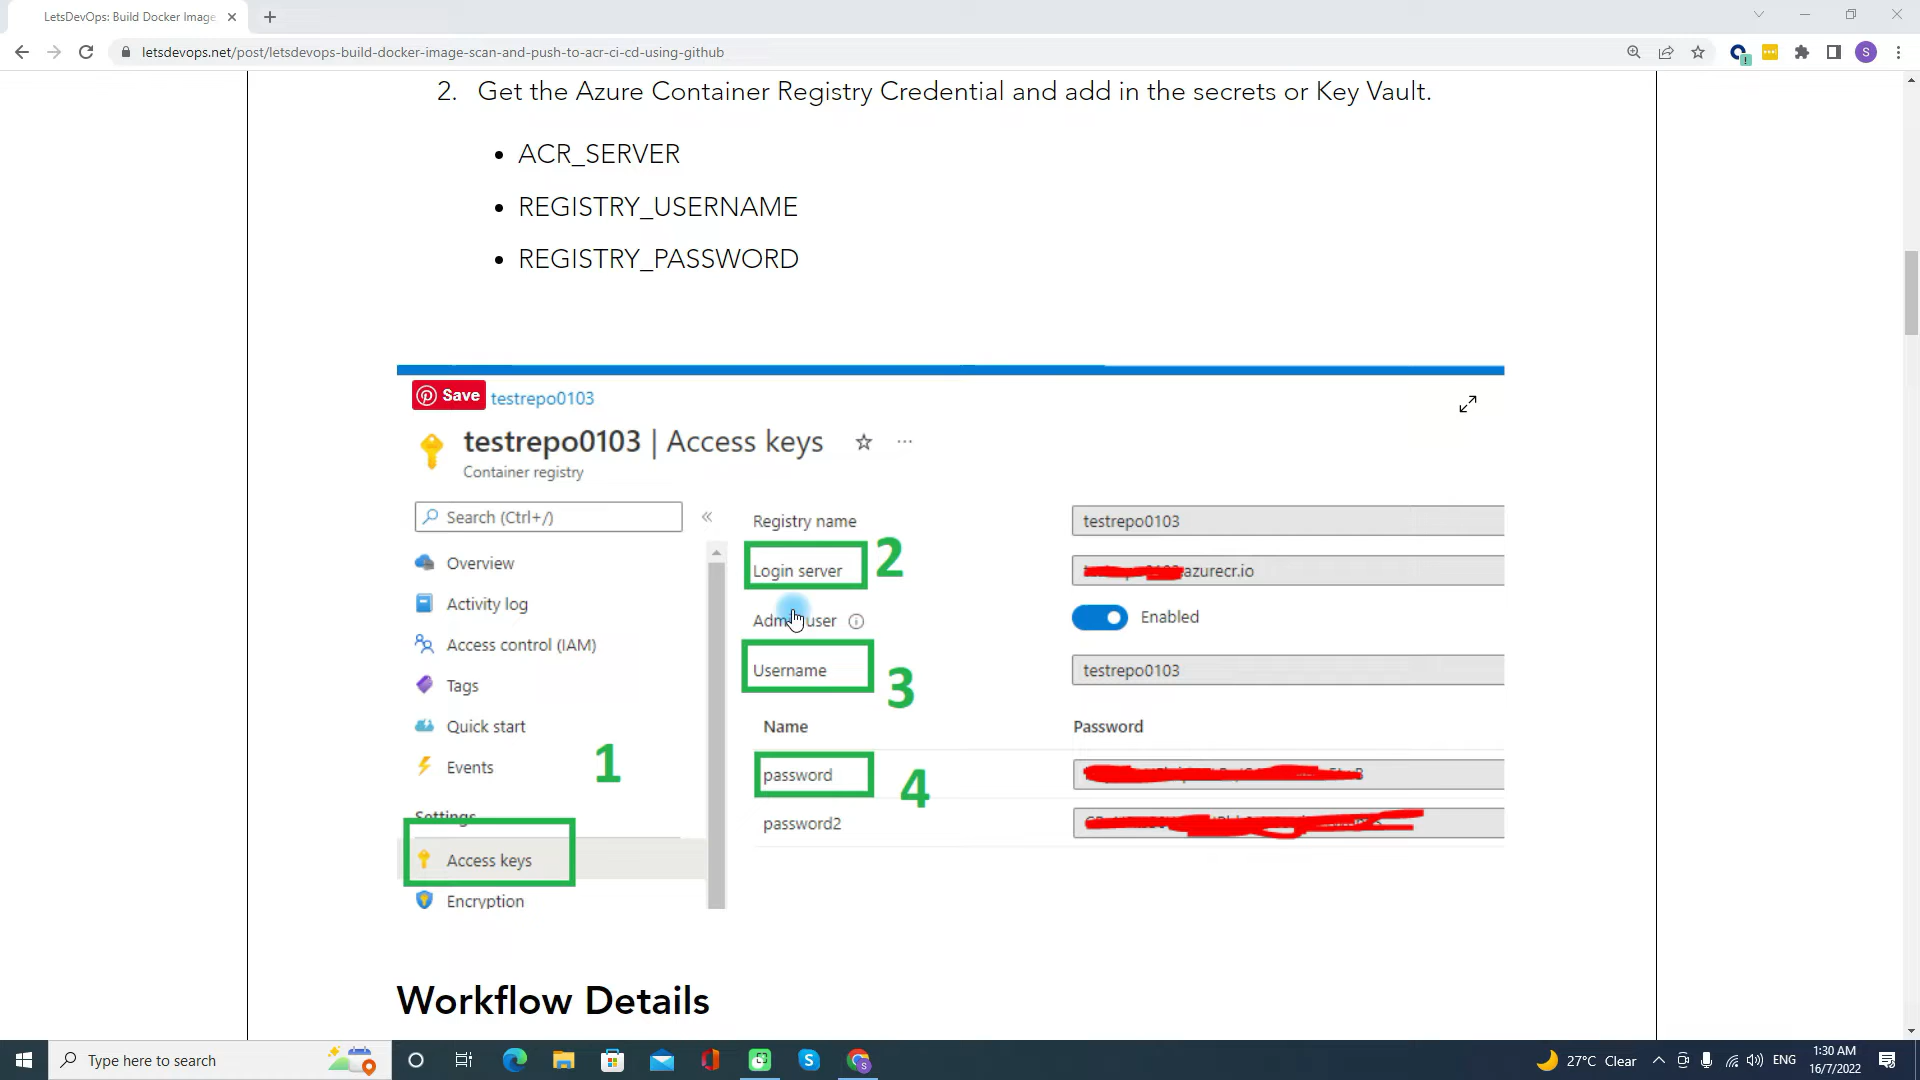 LetsDevOps: Build Docker Image
letsdevops.net/post/letsdevops-build-docker-image-scan-and-push-to-acr-ci-cd-using-github
S
2. Get the Azure Container Registry Credential and add in the secrets or Key Vault.
• ACR_SERVER
• REGISTRY_USERNAME
• REGISTRY_PASSWORD
Save testrepo0103
testrepo0103 | Access keys
Container registry
Search (Ctrl+/)
Overview
Activity log
Access control (IAM)
Tags
Quick start
Events
1
Settings
Access keys
Encryption
Registry name testrepo0103
Login server 2 azurecr.io
user Enabled
Username 3 testrepo0103
Name Password
password 4
password2
Workflow Details
Type here to search
27°C Clear
ENG
1:30 AM
16/7/2022